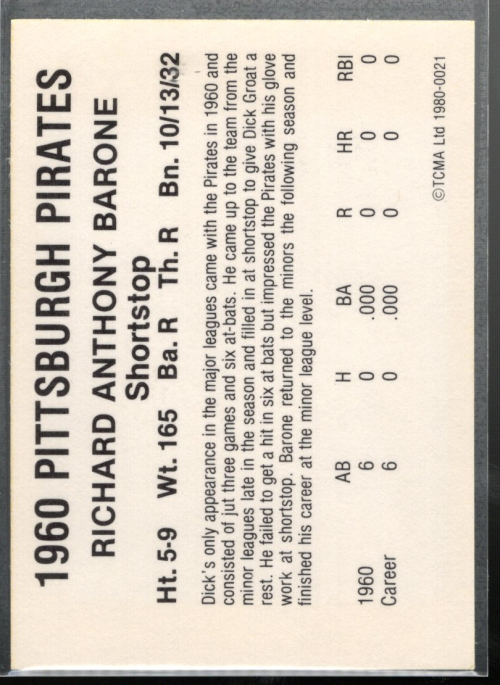 1960 PITTSBURGH PIRATES
RICHARD ANTHONY BARONE
Shortstop
Ht. 5-9 Wt. 165 Ba. R Th. R Bn. 10/13/32
Dick's only appearance in the major leagues came with the Pirates in 1960 and
consisted of jut three games and six at-bats. He came up to the team from the
minor leagues late in the season and filled in at shortstop to give Dick Groat a
rest. He failed to get a hit in six at bats but impressed the Pirates with his glove
work at shortstop. Barone returned to the minors the following season and
finished his career at the minor league level.
AB H BA R HR RBI
1960 6 0 .000 0 0 0
Career 6 0 .000 0 0 0
©TCMA Ltd 1980-0021